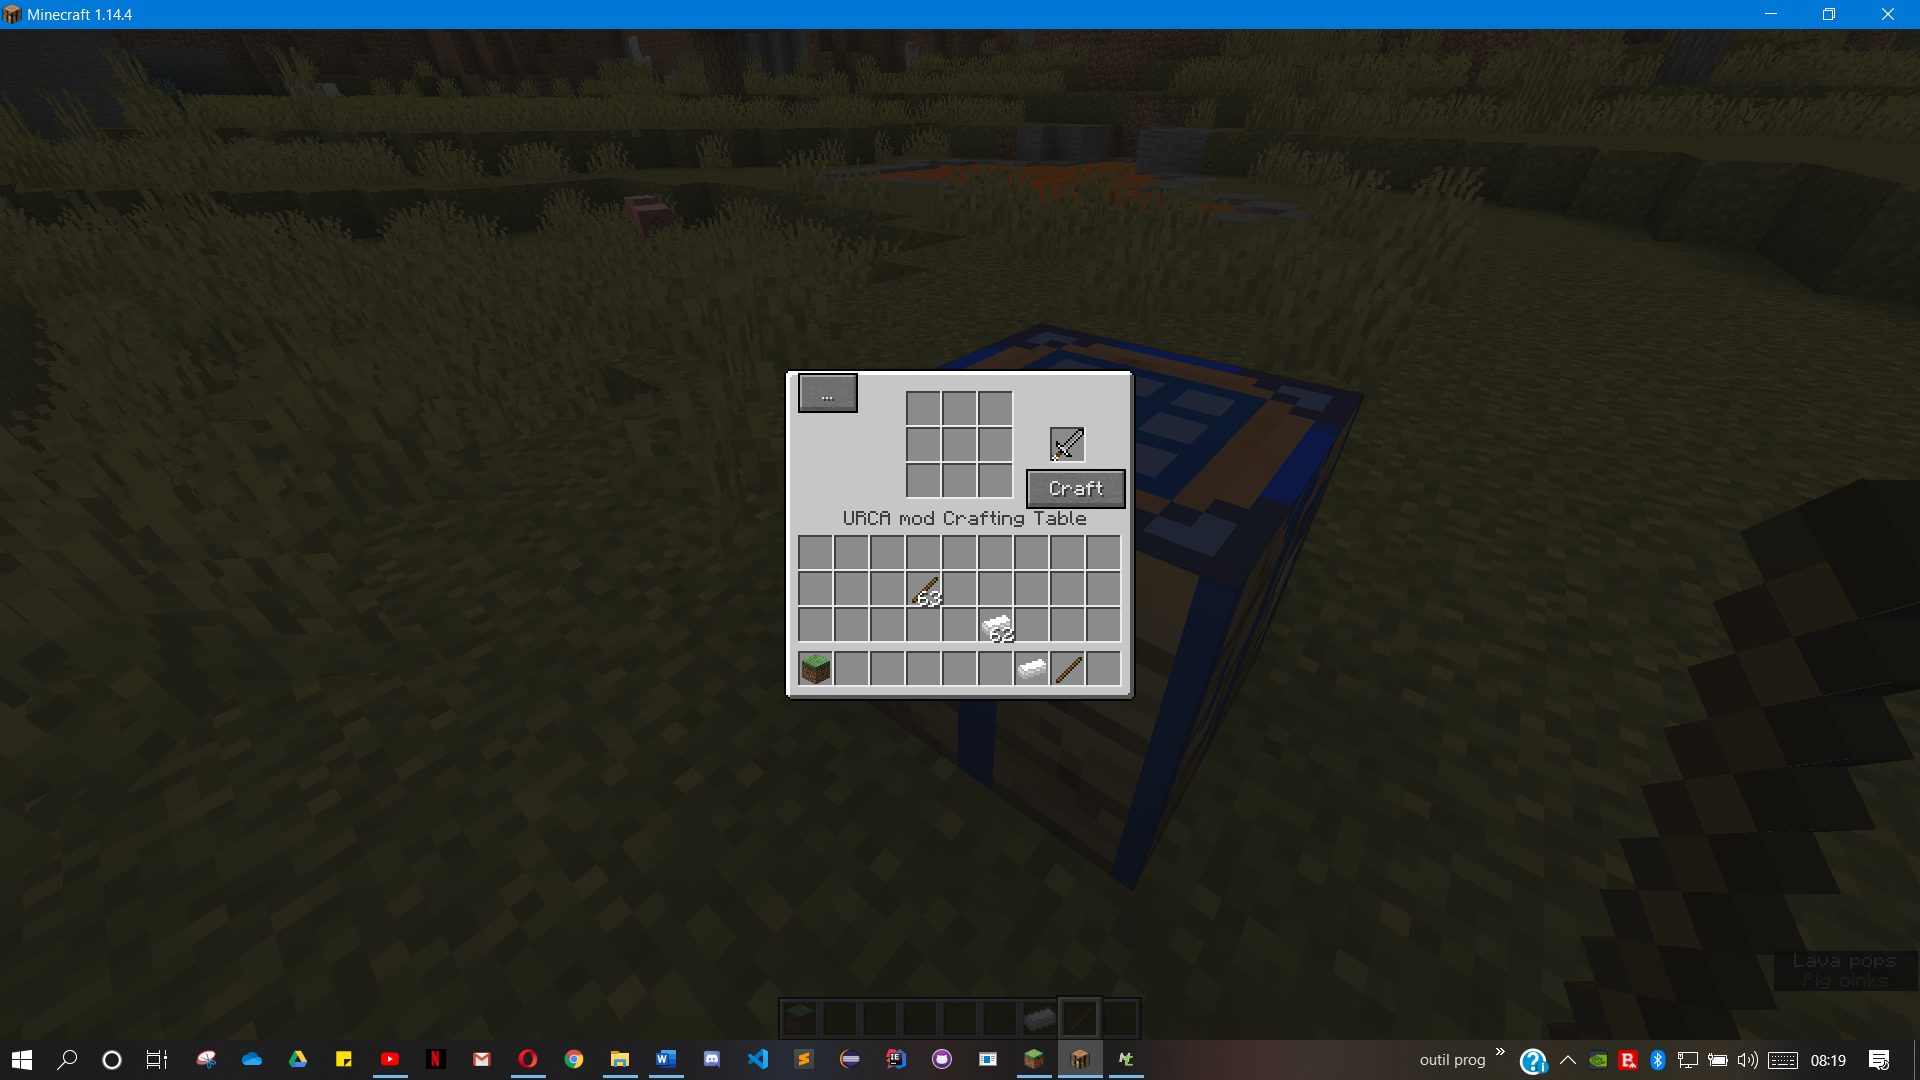 Minecraft 1.14.4
...
Craft
URCA mod Crafting Table
63
62
Lava pops
Pig oinks
outil prog
08:19